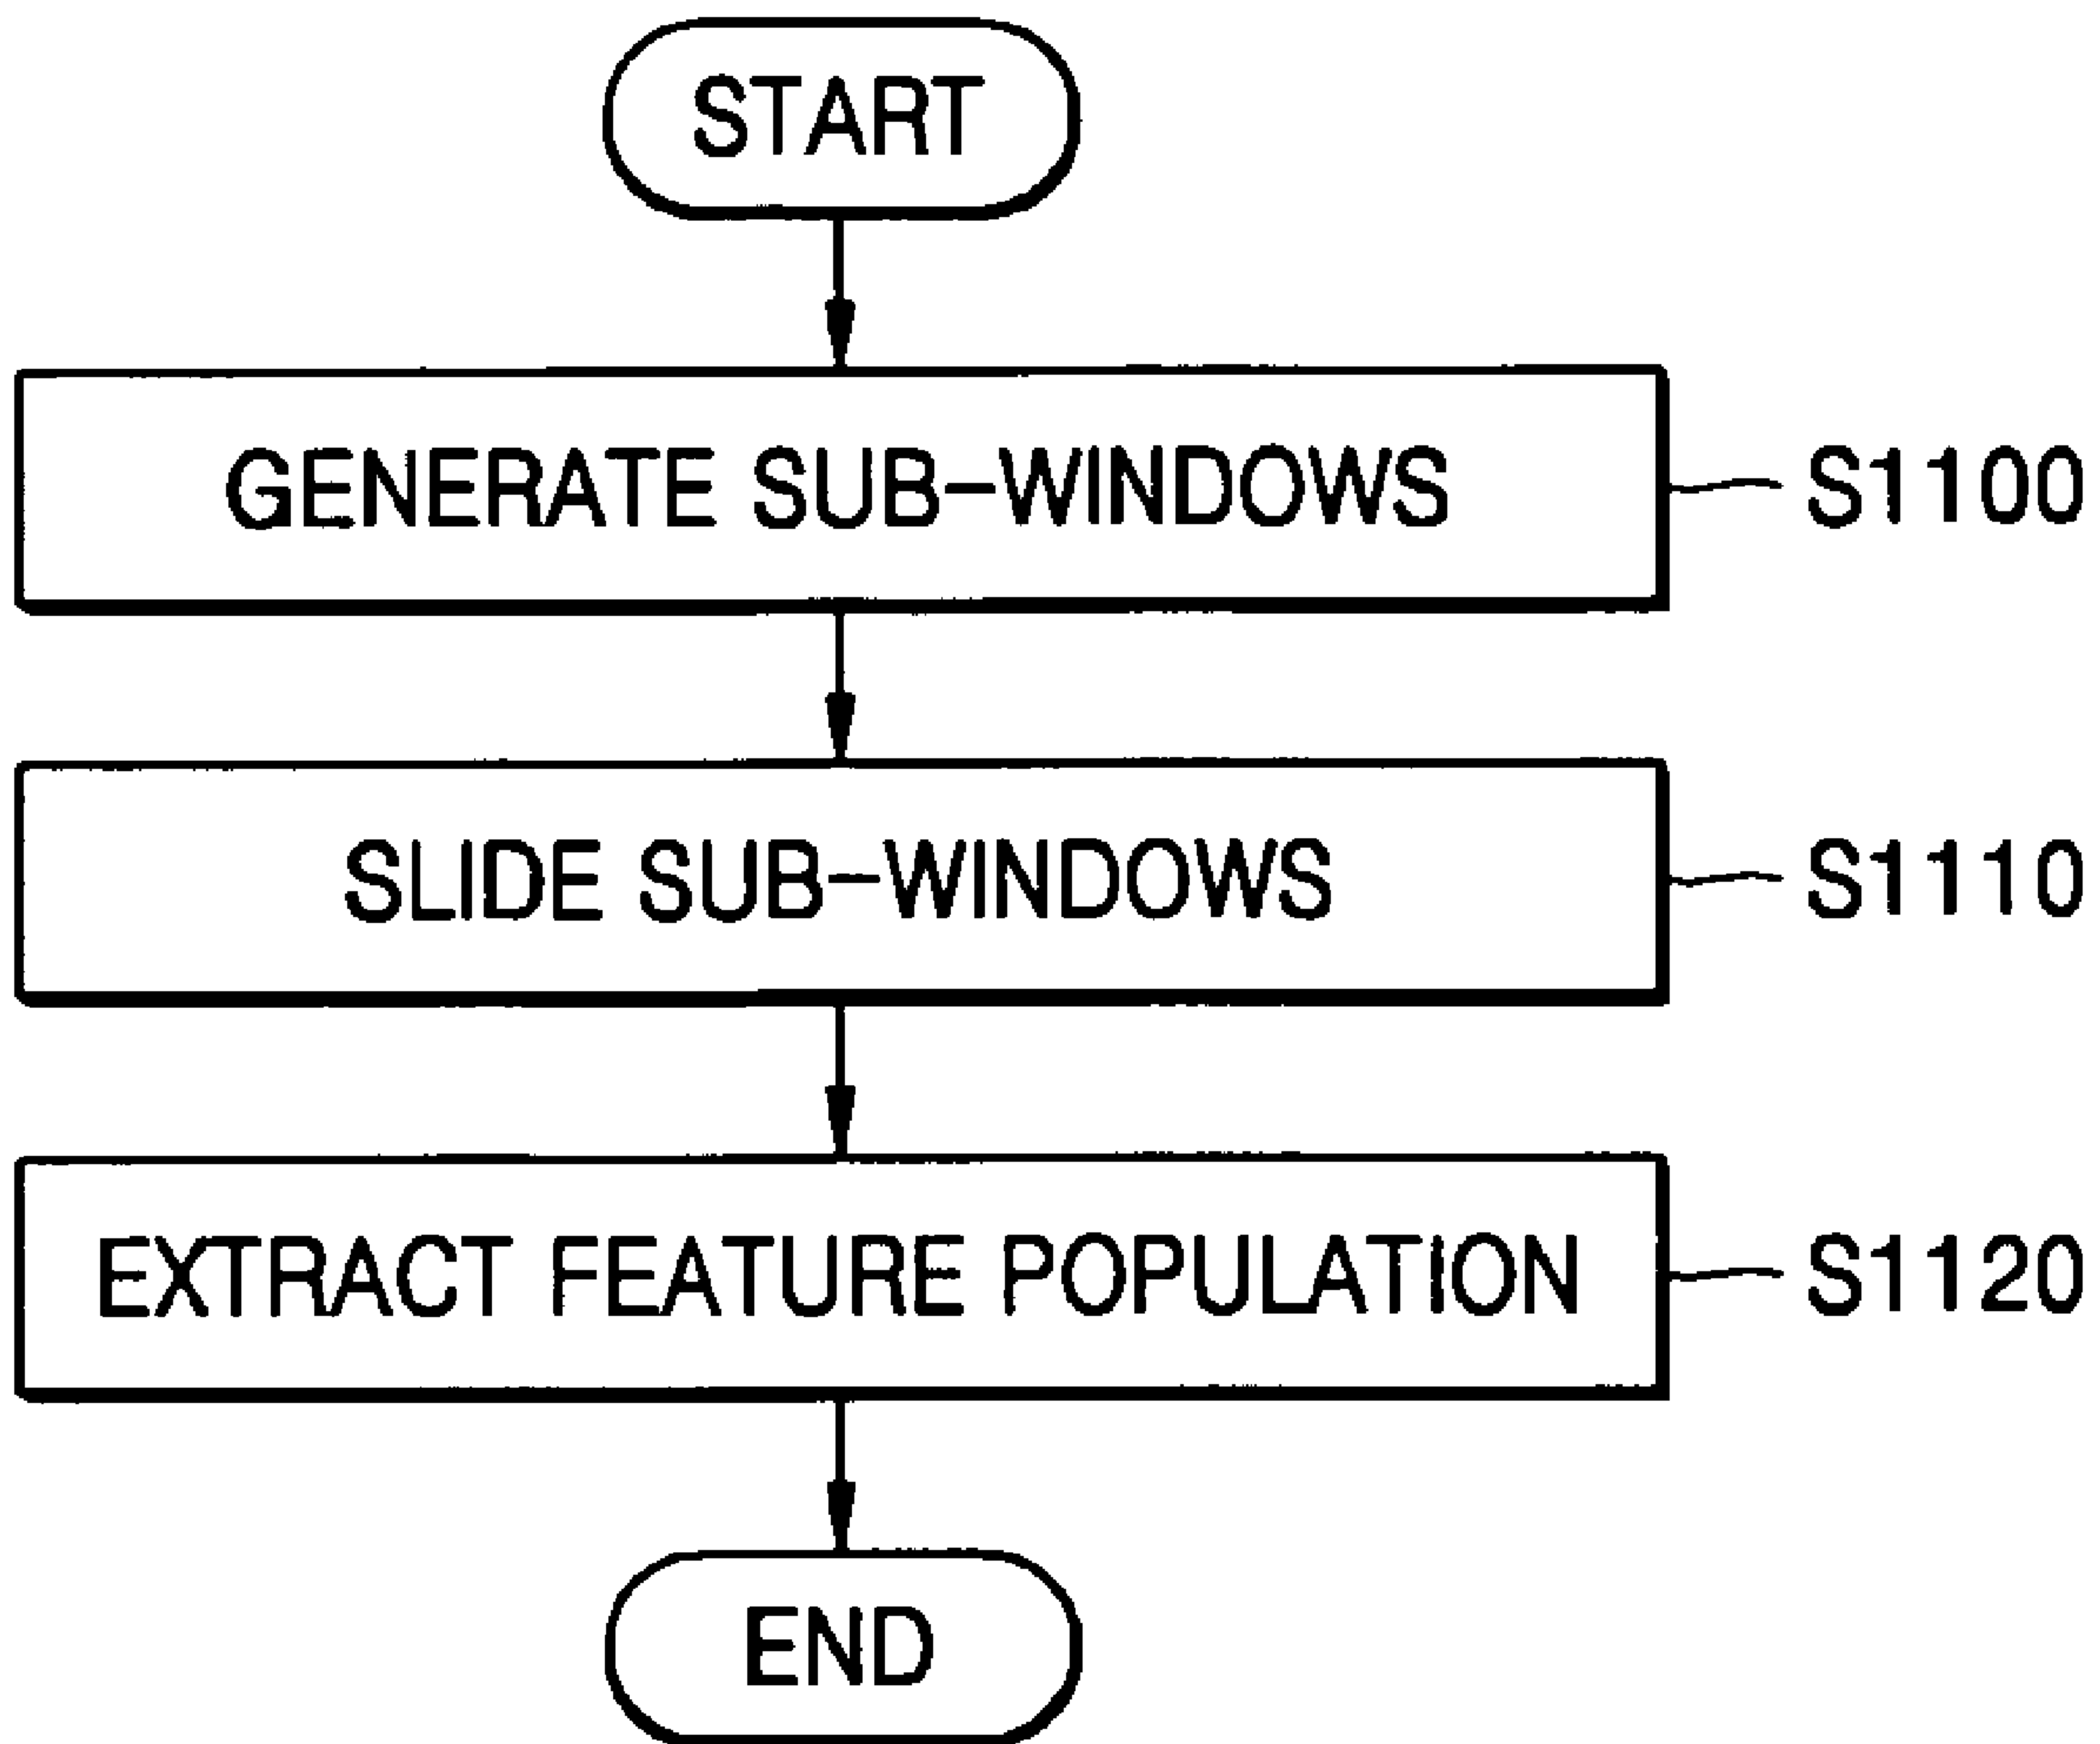 START
GENERATE SUB-WINDOWS S1100
SLIDE SUB-WINDOWS S1110
EXTRACT FEATURE POPULATION S1120
END